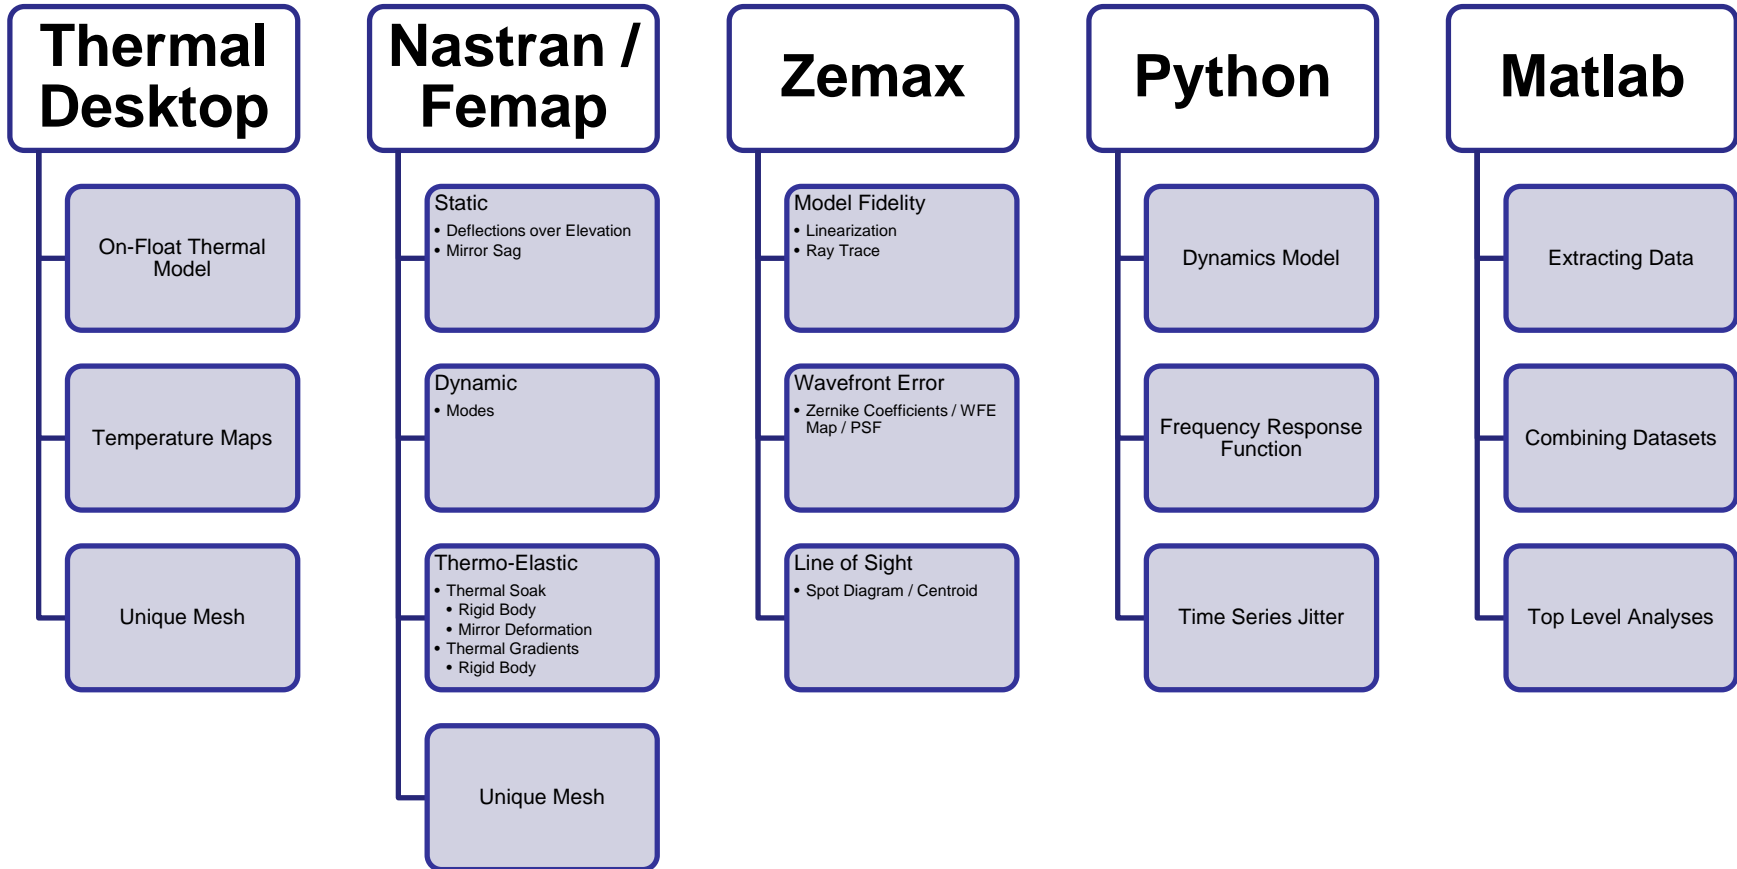 Thermal
Desktop
On-Float Thermal
Model
Temperature Maps
Unique Mesh
Nastran /
Femap
Static
• Deflections over Elevation
• Mirror Sag
Dynamic
• Modes
Thermo-Elastic
• Thermal Soak
• Rigid Body
• Mirror Deformation
• Thermal Gradients
• Rigid Body
Unique Mesh
Zemax
Model Fidelity
• Linearization
• Ray Trace
Wavefront Error
• Zernike Coefficients / WFE
Map / PSF
Line of Sight
• Spot Diagram / Centroid
Python
Dynamics Model
Frequency Response
Function
Time Series Jitter
Matlab
Extracting Data
Combining Datasets
Top Level Analyses